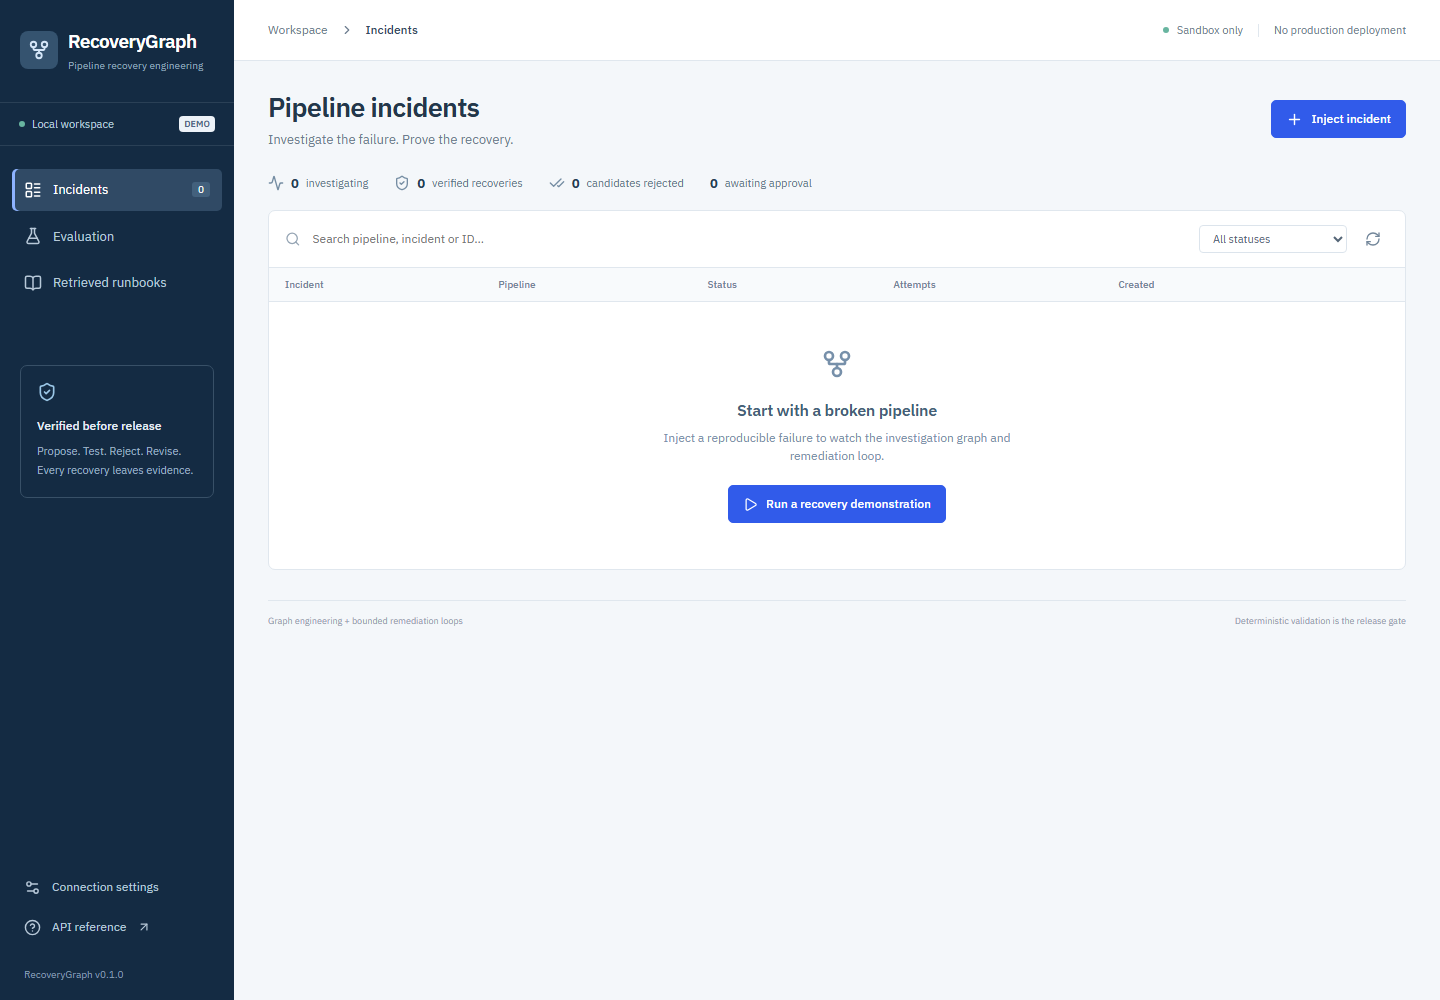 RecoveryGraph
Pipeline recovery engineering
Local workspace
DEMO
Incidents
0
Evaluation
Retrieved runbooks
Verified before release
Propose. Test. Reject. Revise.
Every recovery leaves evidence.
Connection settings
API reference
RecoveryGraph v0.1.0
Workspace
Incidents
Sandbox only
No production deployment
Pipeline incidents
Investigate the failure. Prove the recovery.
Inject incident
0 investigating
0 verified recoveries
0 candidates rejected
0 awaiting approval
Search pipeline, incident or ID...
All statuses
Incident
Pipeline
Status
Attempts
Created
Start with a broken pipeline
Inject a reproducible failure to watch the investigation graph and
remediation loop.
Run a recovery demonstration
Graph engineering + bounded remediation loops
Deterministic validation is the release gate